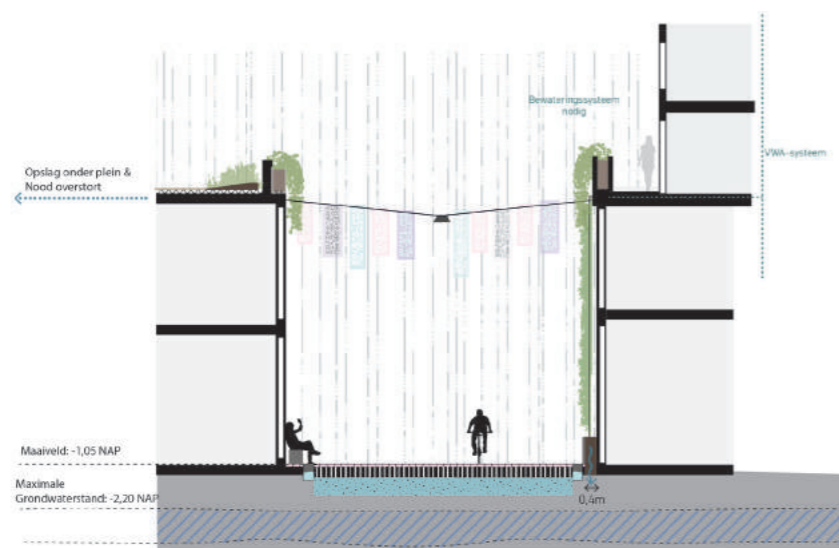 Bewateringssysteem
nodig
VWA-systeem
Opslag onder plein &
Nood overstort
Maaiveld: -1,05 NAP
Maximale
Grondwaterstand: -2,20 NAP
0,4m